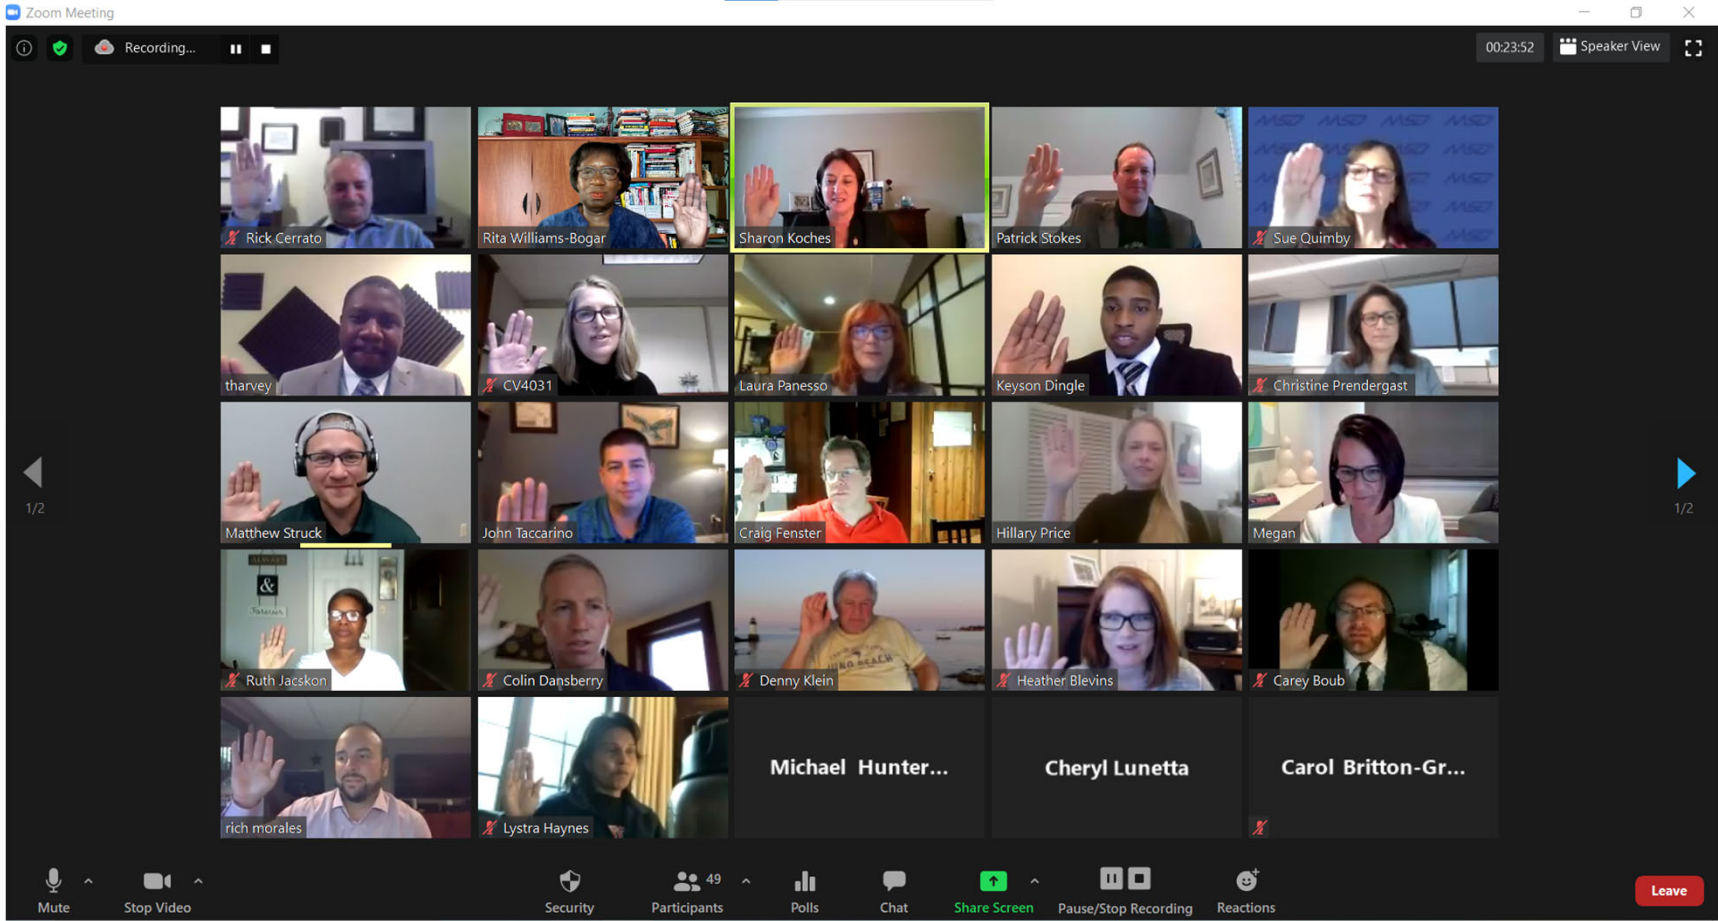 Zoom Meeting
Recording...
00:23:52
Speaker View
Rick Cerrato
Rita Williams-Bogar
Sharon Koches
Patrick Stokes
Sue Quimby
tharvey
CV4031
Laura Panesso
Keyson Dingle
Christine Prendergast
1/2
1/2
Matthew Struck
John Taccarino
Craig Fenster
Hillary Price
Megan
&
Ruth Jacskon
Colin Dansberry
Denny Klein
Heather Blevins
Carey Boub
rich morales
Lystra Haynes
Michael Hunter...
Cheryl Lunetta
Carol Britton-Gr...
Mute
Stop Video
Security
49
Participants
Polls
Chat
Share Screen
Pause/Stop Recording
Reactions
Leave